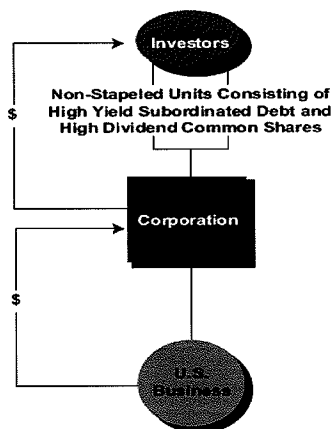 Investors
Non-Stapeled Units Consisting of
High Yield Subordinated Debt and
High Dividend Common Shares
$
Corporation
$
U.S.
Business